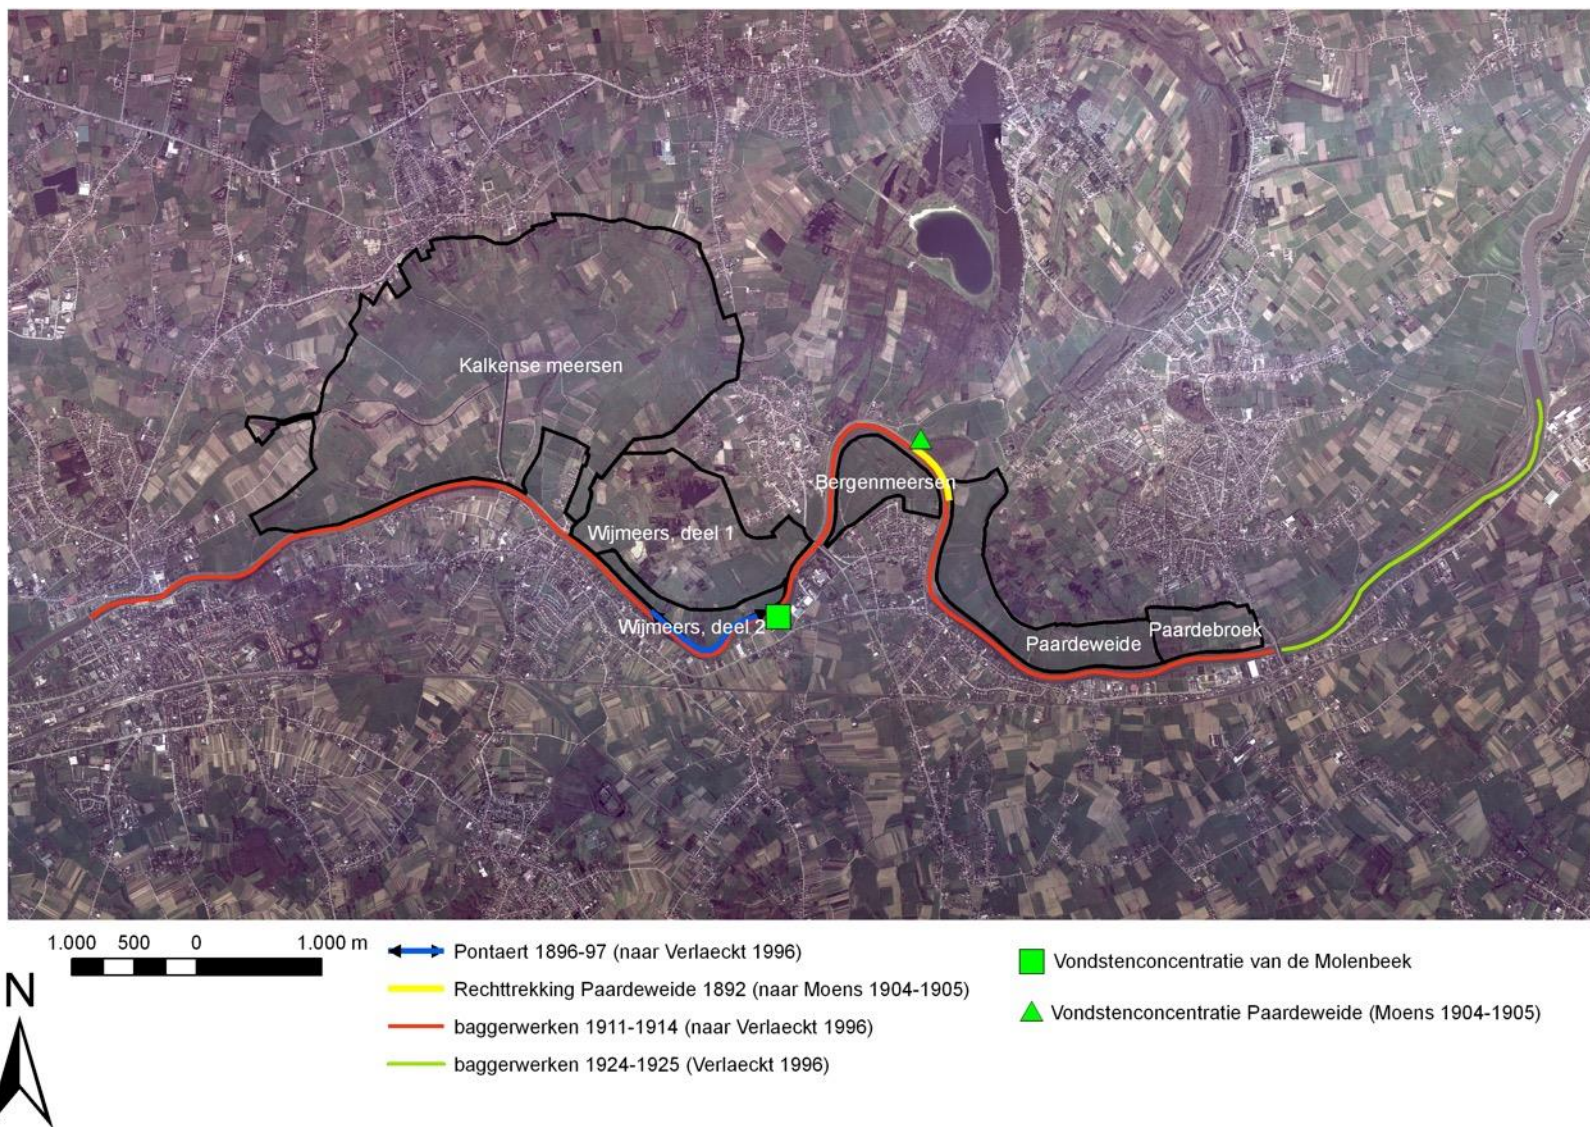 Kalkense meersen
Bergenmeersen
Wijmeers, deel 1
Wijmeers, deel 2
Paardeweide
Paardebroek
1.000 500 0 1.000 m
N
Pontaert 1896-97 (naar Verlaeckt 1996)
Rechttrekking Paardeweide 1892 (naar Moens 1904-1905)
baggerwerken 1911-1914 (naar Verlaeckt 1996)
baggerwerken 1924-1925 (Verlaeckt 1996)
Vondstenconcentratie van de Molenbeek
Vondstenconcentratie Paardeweide (Moens 1904-1905)